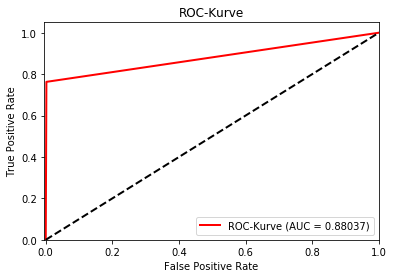 ROC-Kurve
True Positive Rate
1.0
0.8
0.6
0.4
0.2
0.0
ROC-Kurve (AUC = 0.88037)
0.0 0.2 0.4 0.6 0.8 1.0
False Positive Rate